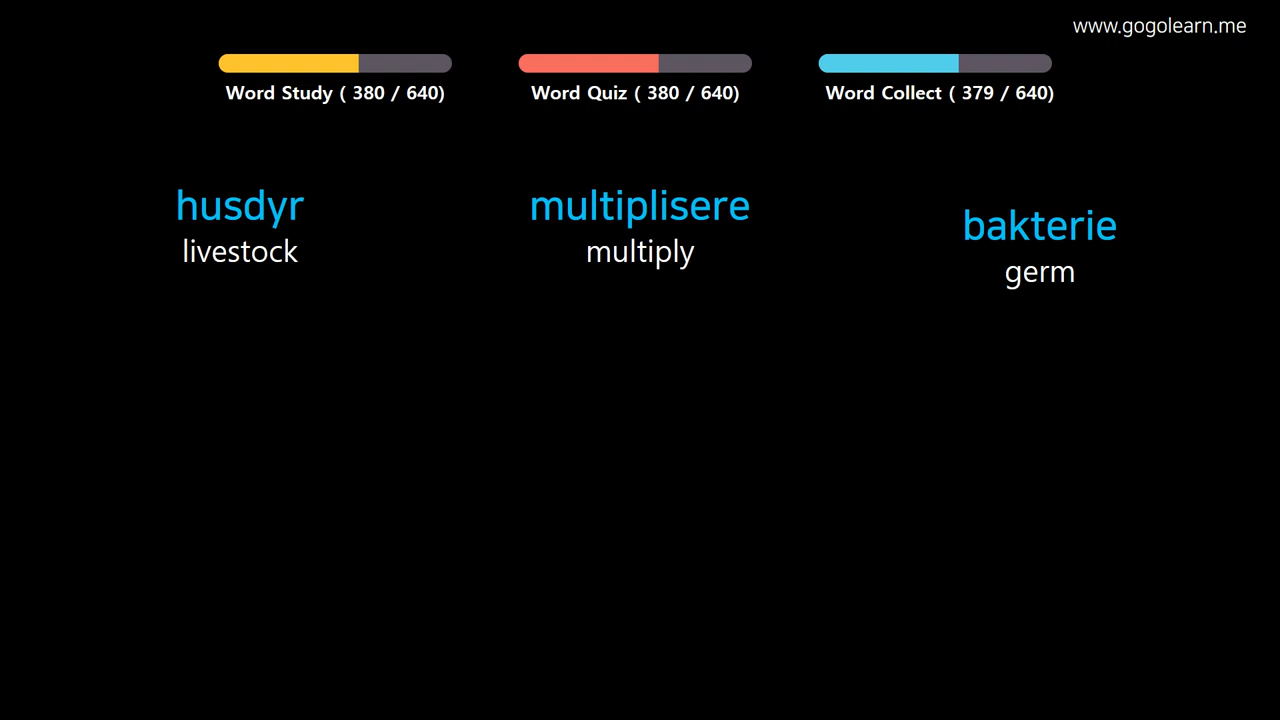 www.gogolearn.me
Word Study ( 380 / 640)
Word Quiz ( 380 / 640)
Word Collect ( 379 / 640)
husdyr
livestock
multiplisere
multiply
bakterie
germ